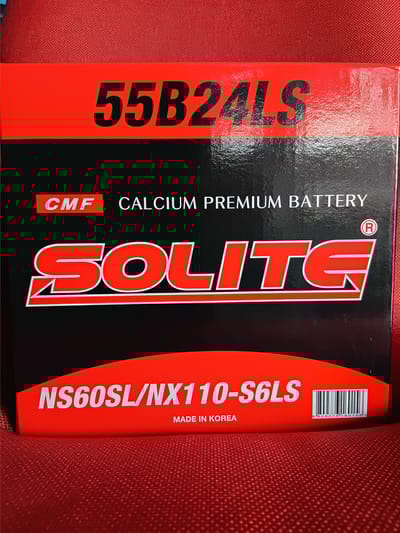 55B24LS
CMF CALCIUM PREMIUM BATTERY
SOLITE®
NS60SL/NX110-S6LS
MADE IN KOREA